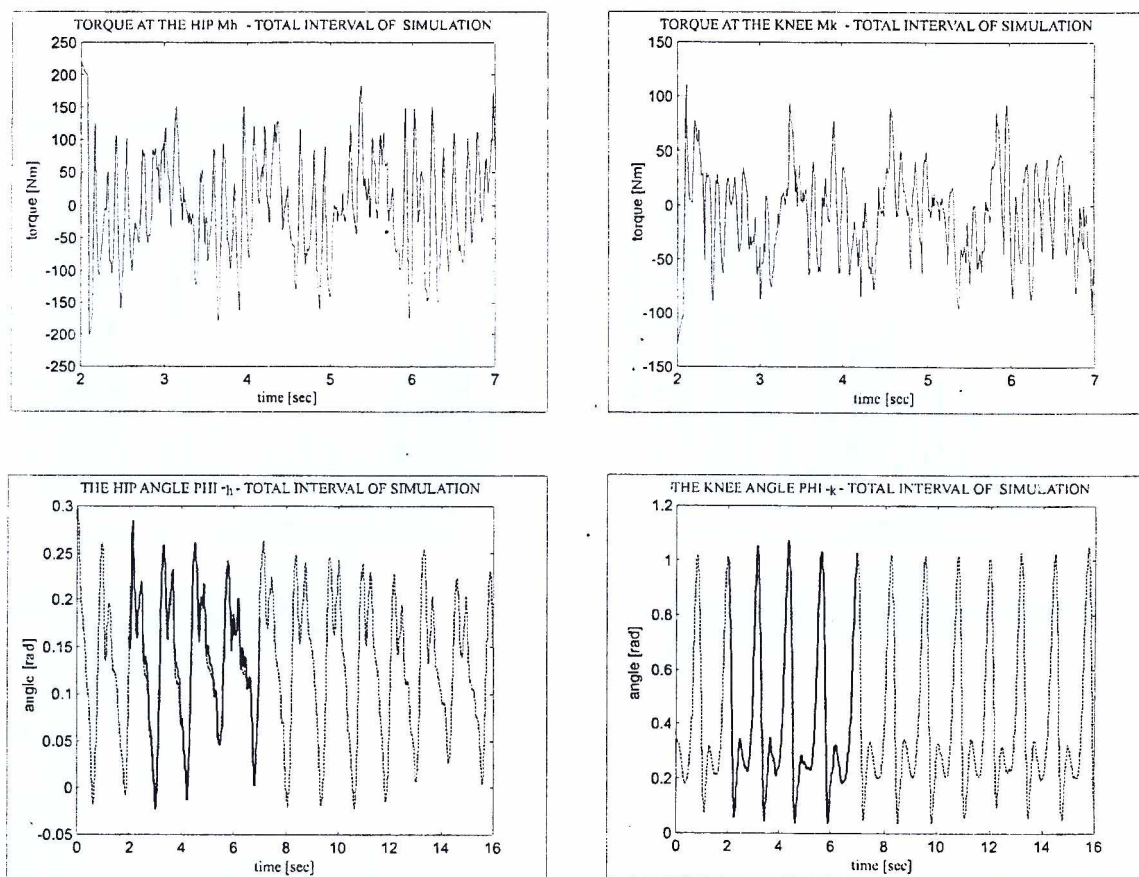 TORQUE AT THE HIP Mh - TOTAL INTERVAL OF SIMULATION
250
200
150
100
50
0
-50
-100
-150
-200
-250
torque [Nm]
2 3 4 5 6 7
time [sec]
TORQUE AT THE KNEE Mk - TOTAL INTERVAL OF SIMULATION
150
100
50
0
-50
-100
-150
torque [Nm]
2 3 4 5 6 7
time [sec]
THE HIP ANGLE PHI -h - TOTAL INTERVAL OF SIMULATION
0.3
0.25
0.2
0.15
0.1
0.05
0
-0.05
angle [rad]
0 2 4 6 8 10 12 14 16
time [sec]
THE KNEE ANGLE PHI -k - TOTAL INTERVAL OF SIMULATION
1.2
1
0.8
0.6
0.4
0.2
0
angle [rad]
0 2 4 6 8 10 12 14 16
time [sec]